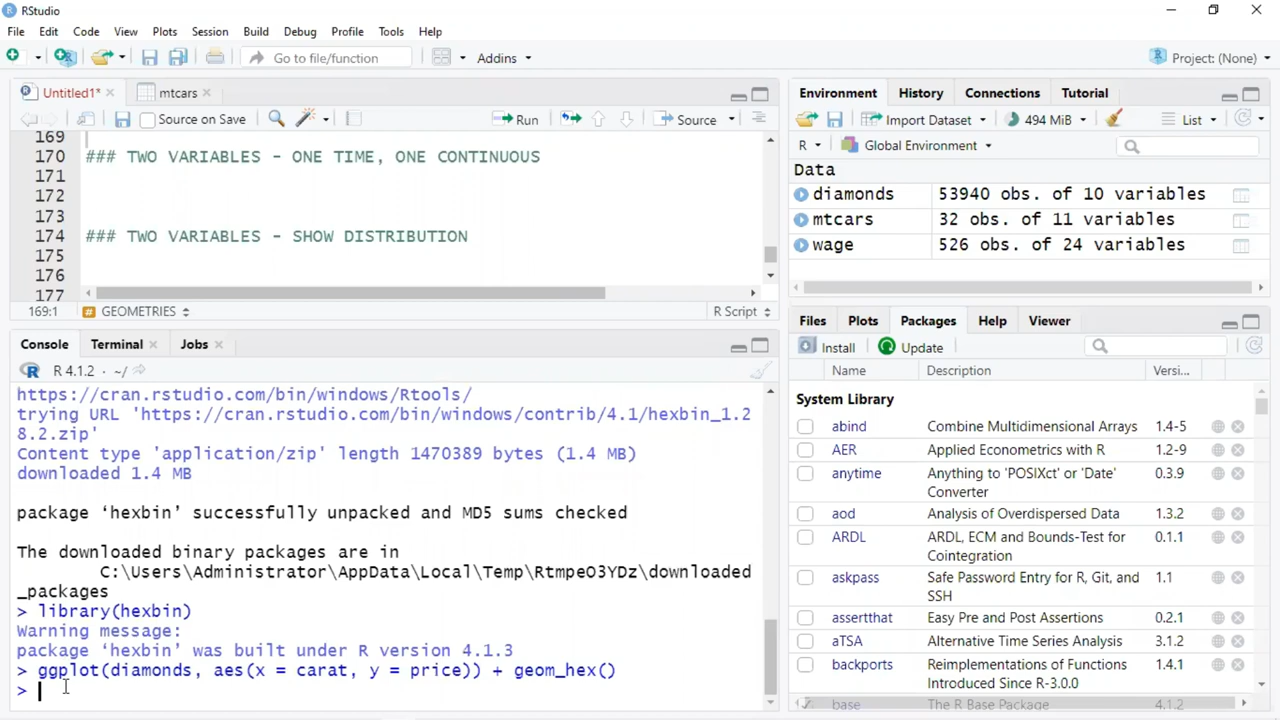 RStudio
File Edit Code View Plots Session Build Debug Profile Tools Help
Go to file/function Addins Project: (None)
Untitled1* mtcars
Source on Save Run Source
169
170 ### TWO VARIABLES - ONE TIME, ONE CONTINUOUS
171
172
173
174 ### TWO VARIABLES - SHOW DISTRIBUTION
175
176
177
169:1 # GEOMETRIES R Script
Console Terminal Jobs
R 4.1.2 · ~/
https://cran.rstudio.com/bin/windows/Rtools/
trying URL 'https://cran.rstudio.com/bin/windows/contrib/4.1/hexbin_1.2
8.2.zip'
Content type 'application/zip' length 1470389 bytes (1.4 MB)
downloaded 1.4 MB
package ‘hexbin’ successfully unpacked and MD5 sums checked
The downloaded binary packages are in
C:\Users\Administrator\AppData\Local\Temp\RtmpeO3YDz\downloaded
_packages
> library(hexbin)
Warning message:
package ‘hexbin’ was built under R version 4.1.3
> ggplot(diamonds, aes(x = carat, y = price)) + geom_hex()
>
Environment History Connections Tutorial
Import Dataset 494 MiB List
R Global Environment
Data
diamonds 53940 obs. of 10 variables
mtcars 32 obs. of 11 variables
wage 526 obs. of 24 variables
Files Plots Packages Help Viewer
Install Update
Name Description Versi...
System Library
abind Combine Multidimensional Arrays 1.4-5
AER Applied Econometrics with R 1.2-9
anytime Anything to 'POSIXct' or 'Date' 0.3.9
Converter
aod Analysis of Overdispersed Data 1.3.2
ARDL ARDL, ECM and Bounds-Test for 0.1.1
Cointegration
askpass Safe Password Entry for R, Git, and 1.1
SSH
assertthat Easy Pre and Post Assertions 0.2.1
aTSA Alternative Time Series Analysis 3.1.2
backports Reimplementations of Functions 1.4.1
Introduced Since R-3.0.0
base The R Base Package 4.1.2